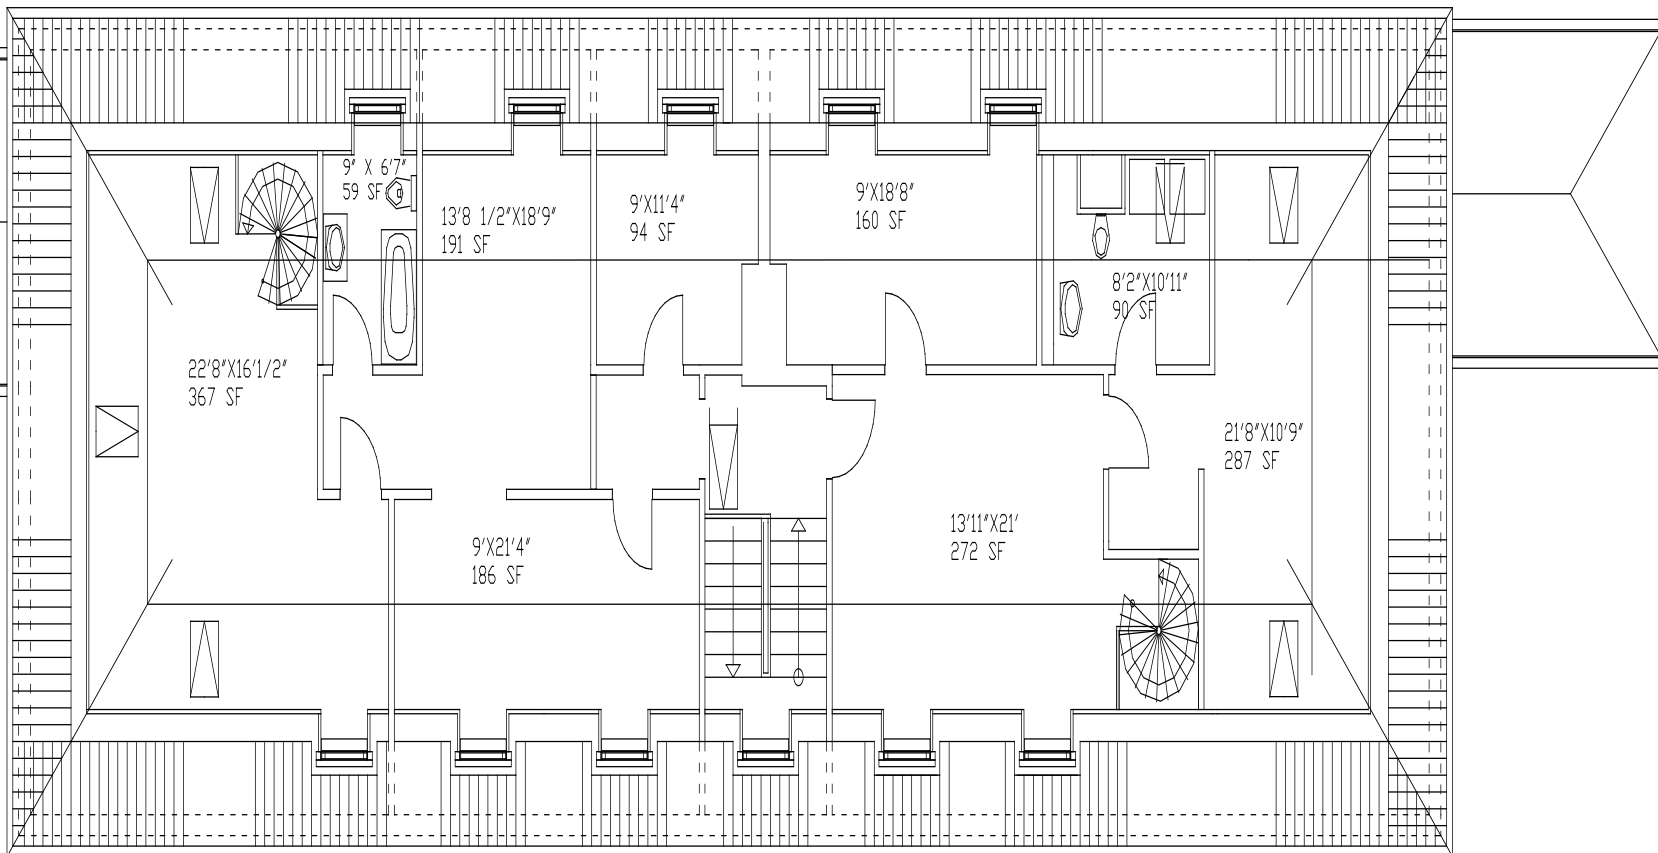 9" X 6'7"
59 SF
13'8 1/2"X18'9"
191 SF
9'X11'4"
94 SF
9'X18'8"
160 SF
8'2"X10'11"
90 SF
22'8"X16'1/2"
367 SF
21'8"X10'9"
287 SF
9'X21'4"
186 SF
13'11"X21'
272 SF